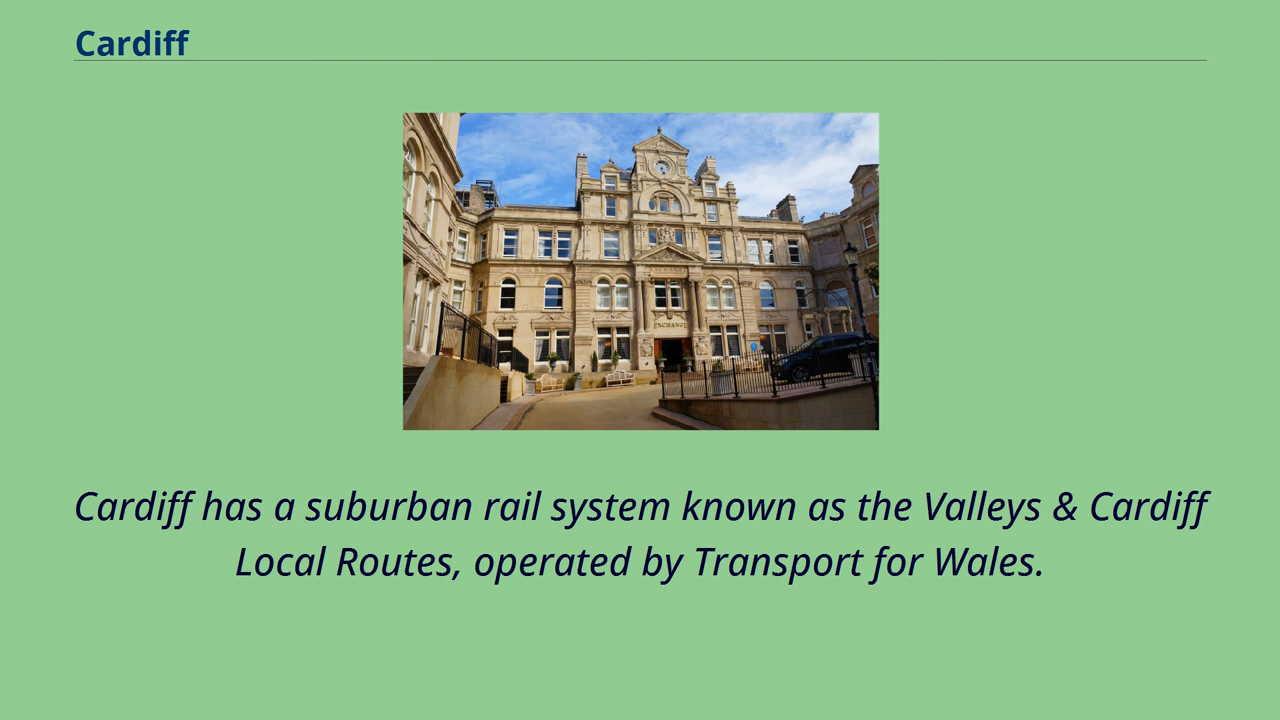 Cardiff
EXCHANGE
Cardiff has a suburban rail system known as the Valleys & Cardiff
Local Routes, operated by Transport for Wales.